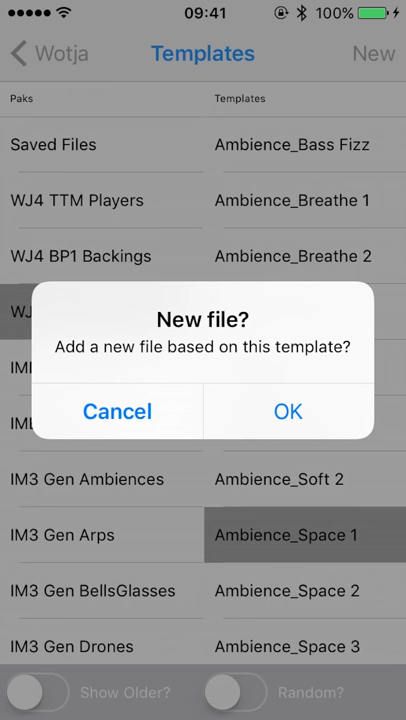 09:41
100%
Wotja
Templates
New
Paks
Templates
Saved Files
Ambience_Bass Fizz
WJ4 TTM Players
Ambience_Breathe 1
WJ4 BP1 Backings
Ambience_Breathe 2
New file?
Add a new file based on this template?
Cancel
OK
IM3 Gen Ambiences
Ambience_Soft 2
IM3 Gen Arps
Ambience_Space 1
IM3 Gen BellsGlasses
Ambience_Space 2
IM3 Gen Drones
Ambience_Space 3
Show Older?
Random?